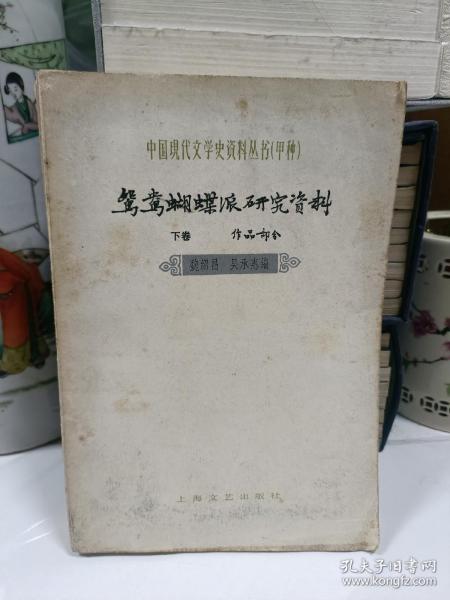 中国现代文学史资料丛书(甲种)
鸳鸯蝴蝶派研究资料
下卷 作品部分
魏绍昌 吴承惠编
上海文艺出版社
孔夫子旧书网
www.kongfz.com